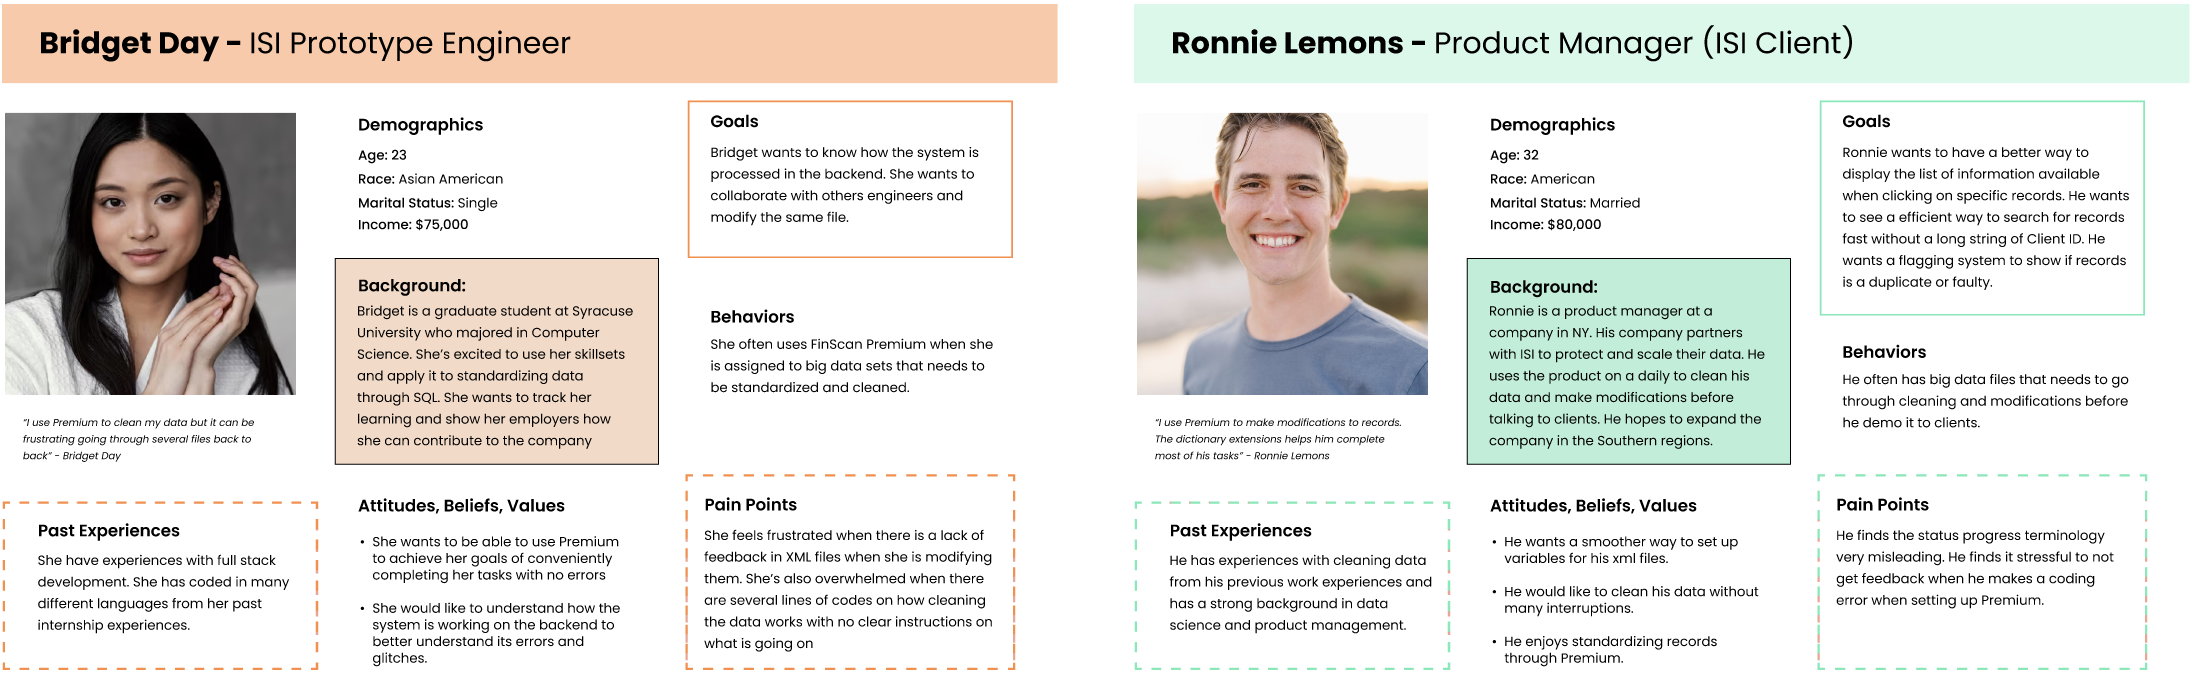 Bridget Day - ISI Prototype Engineer
Demographics
Age: 23
Race: Asian American
Marital Status: Single
Income: $75,000
Goals
Bridget wants to know how the system is
processed in the backend. She wants to
collaborate with others engineers and
modify the same file.
Background:
Bridget is a graduate student at Syracuse
University who majored in Computer
Science. She's excited to use her skillsets
and apply it to standardizing data
through SQL. She wants to track her
learning and show her employers how
she can contribute to the company
Behaviors
She often uses FinScan Premium when she
is assigned to big data sets that needs to
be standardized and cleaned.
"I use Premium to clean my data but it can be
frustrating going through several files back to
back" - Bridget Day
Past Experiences
She have experiences with full stack
development. She has coded in many
different languages from her past
internship experiences.
Attitudes, Beliefs, Values
• She wants to be able to use Premium
to achieve her goals of conveniently
completing her tasks with no errors
• She would like to understand how the
system is working on the backend to
better understand its errors and
glitches.
Pain Points
She feels frustrated when there is a lack of
feedback in XML files when she is modifying
them. She's also overwhelmed when there
are several lines of codes on how cleaning
the data works with no clear instructions on
what is going on
Ronnie Lemons - Product Manager (ISI Client)
Demographics
Age: 32
Race: American
Marital Status: Married
Income: $80,000
Goals
Ronnie wants to have a better way to
display the list of information available
when clicking on specific records. He wants
to see a efficient way to search for records
fast without a long string of Client ID. He
wants a flagging system to show if records
is a duplicate or faulty.
Background:
Ronnie is a product manager at a
company in NY. His company partners
with ISI to protect and scale their data. He
uses the product on a daily to clean his
data and make modifications before
talking to clients. He hopes to expand the
company in the Southern regions.
Behaviors
He often has big data files that needs to go
through cleaning and modifications before
he demo it to clients.
"I use Premium to make modifications to records.
The dictionary extensions helps him complete
most of his tasks" - Ronnie Lemons
Past Experiences
He has experiences with cleaning data
from his previous work experiences and
has a strong background in data
science and product management.
Attitudes, Beliefs, Values
• He wants a smoother way to set up
variables for his xml files.
• He would like to clean his data without
many interruptions.
• He enjoys standardizing records
through Premium.
Pain Points
He finds the status progress terminology
very misleading. He finds it stressful to not
get feedback when he makes a coding
error when setting up Premium.